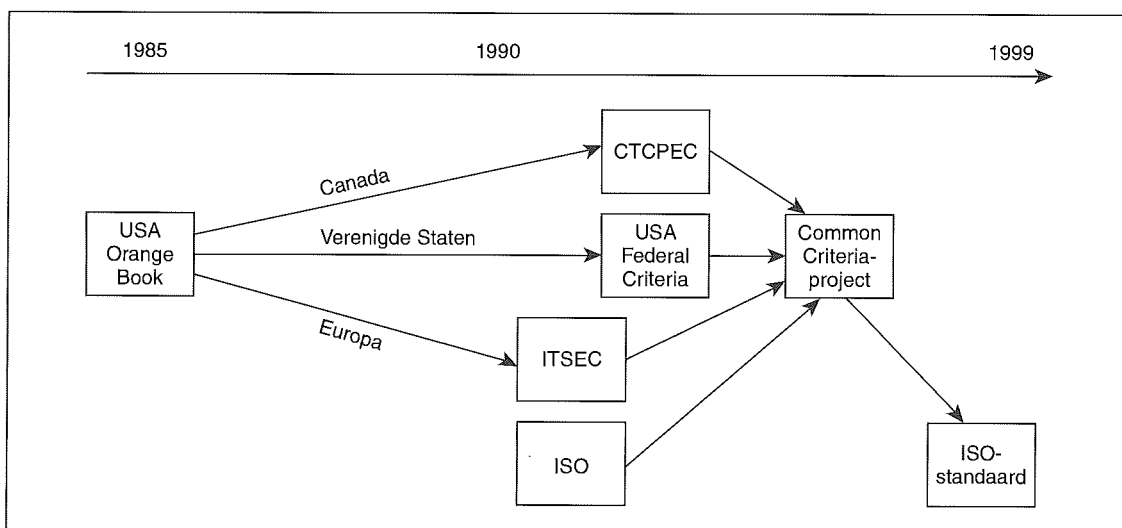 1985
1990
1999
CTCPEC
Canada
USA
Orange
Book
Verenigde Staten
USA
Federal
Criteria
Common
Criteria-
project
Europa
ITSEC
ISO
ISO-
standaard